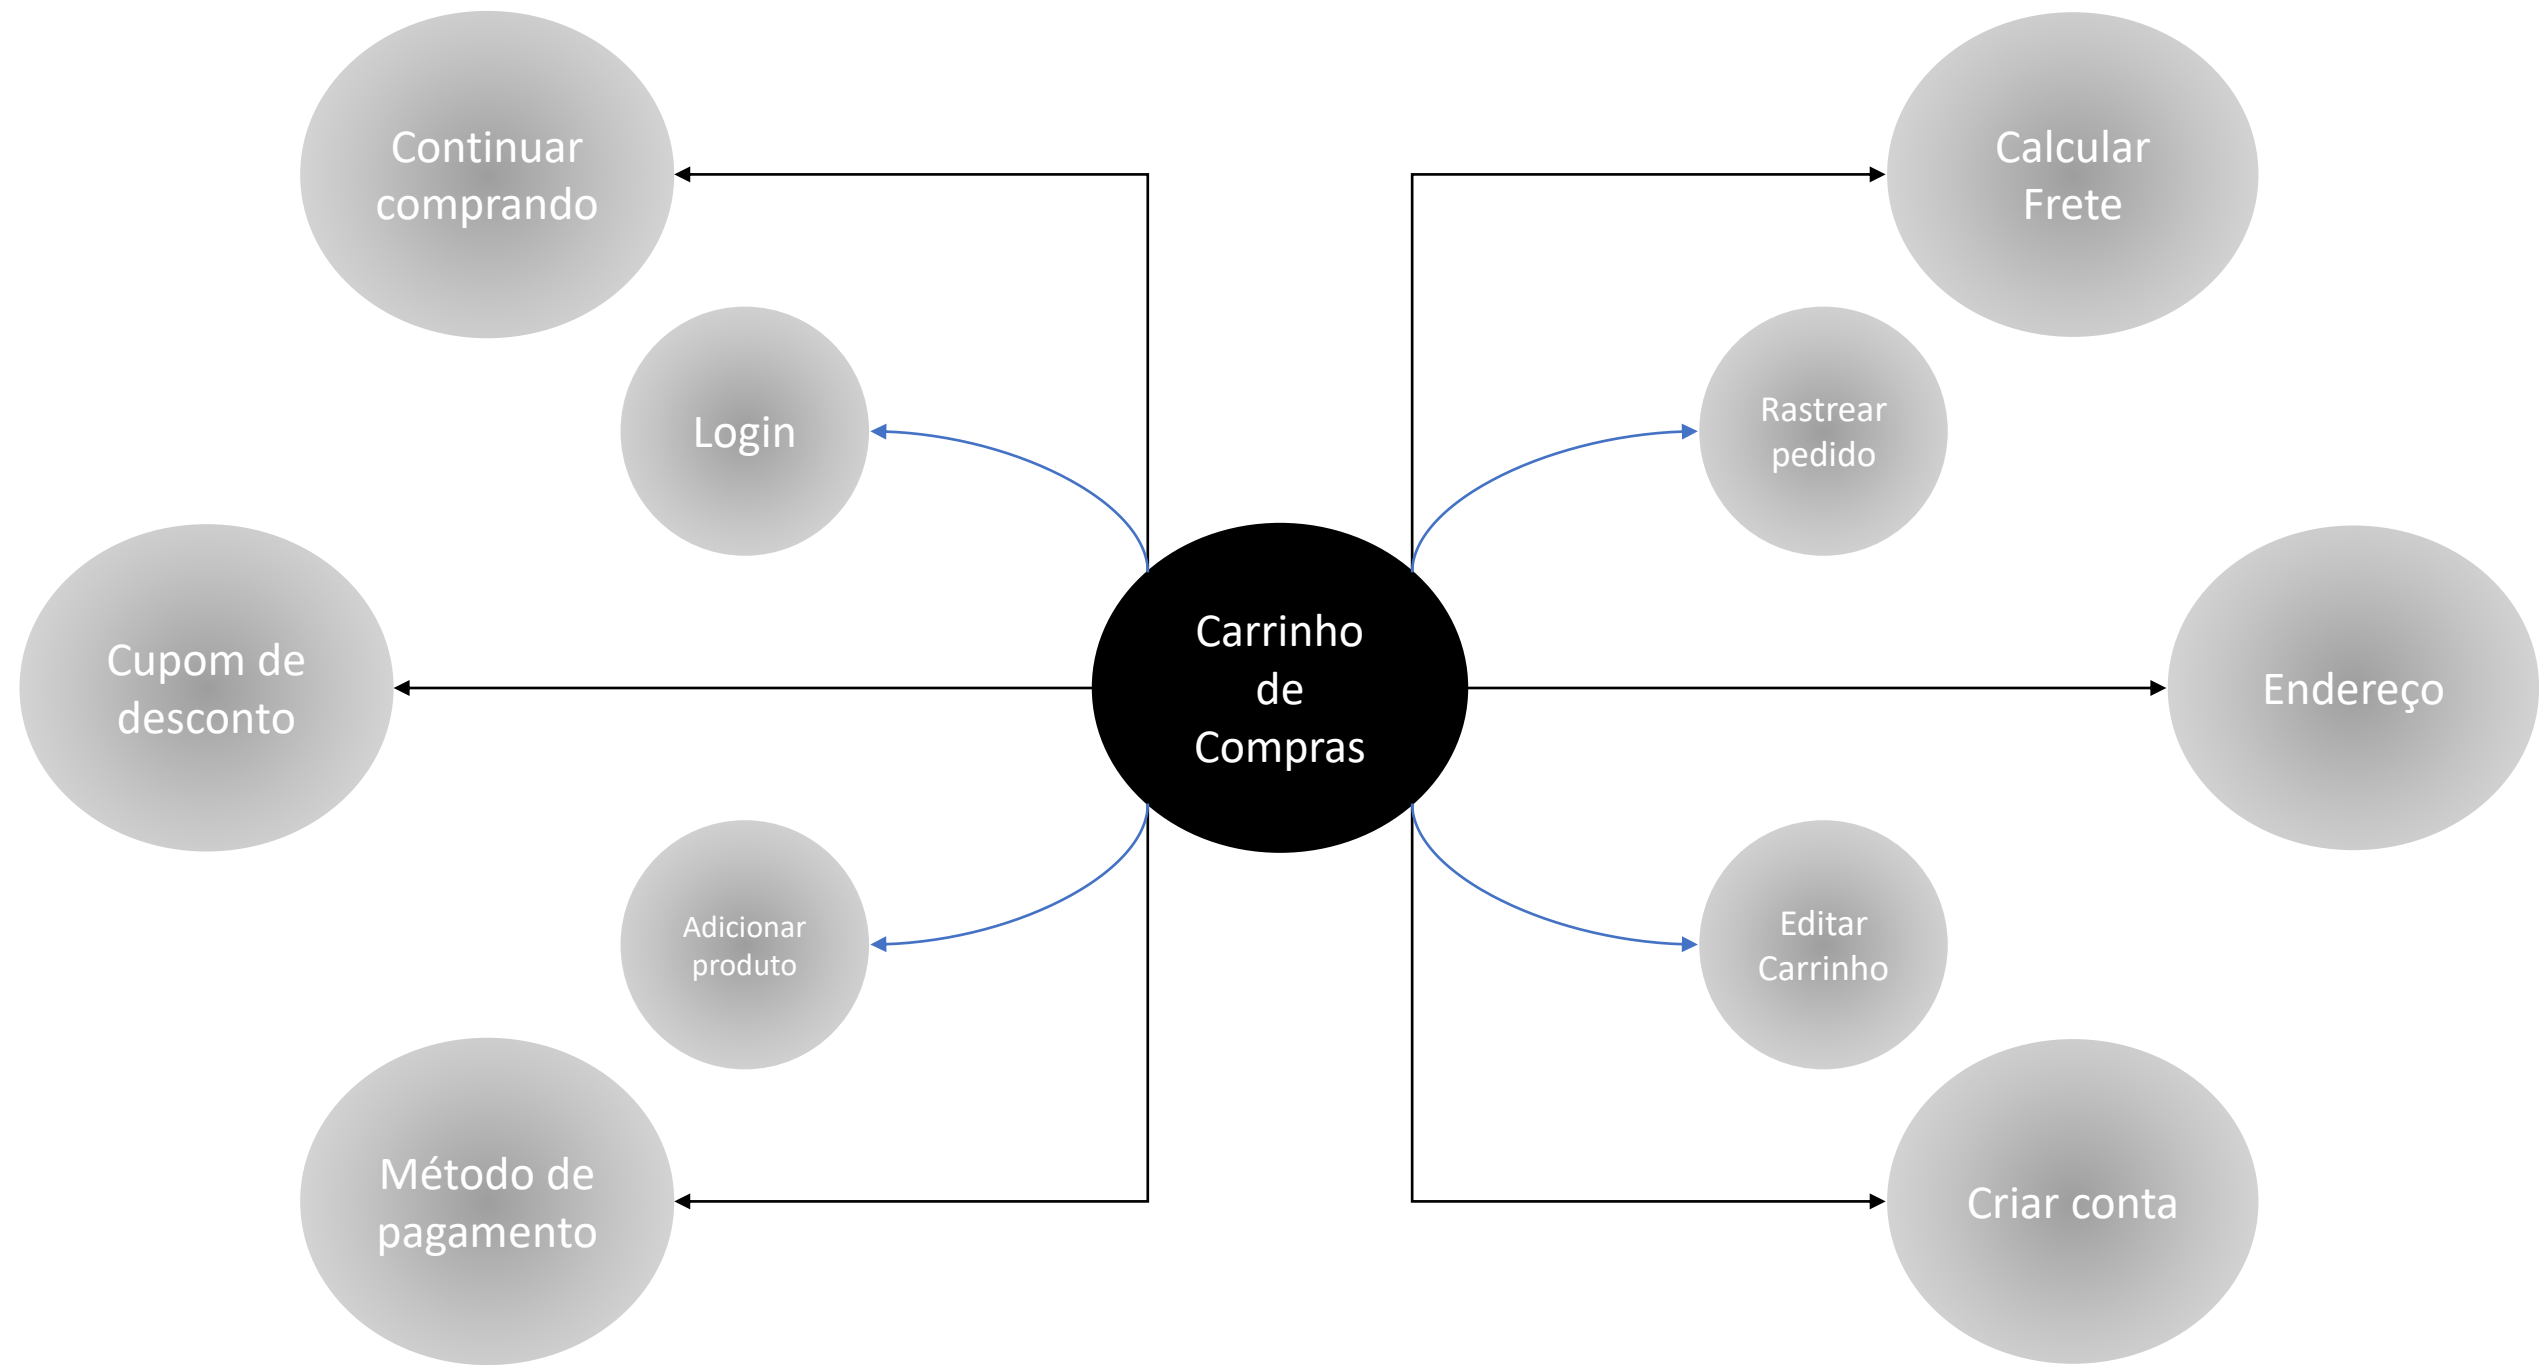 Continuar
comprando
Calcular
Frete
Login
Rastrear
pedido
Cupom de
desconto
Carrinho
de
Compras
Endereço
Adicionar
produto
Editar
Carrinho
Método de
pagamento
Criar conta